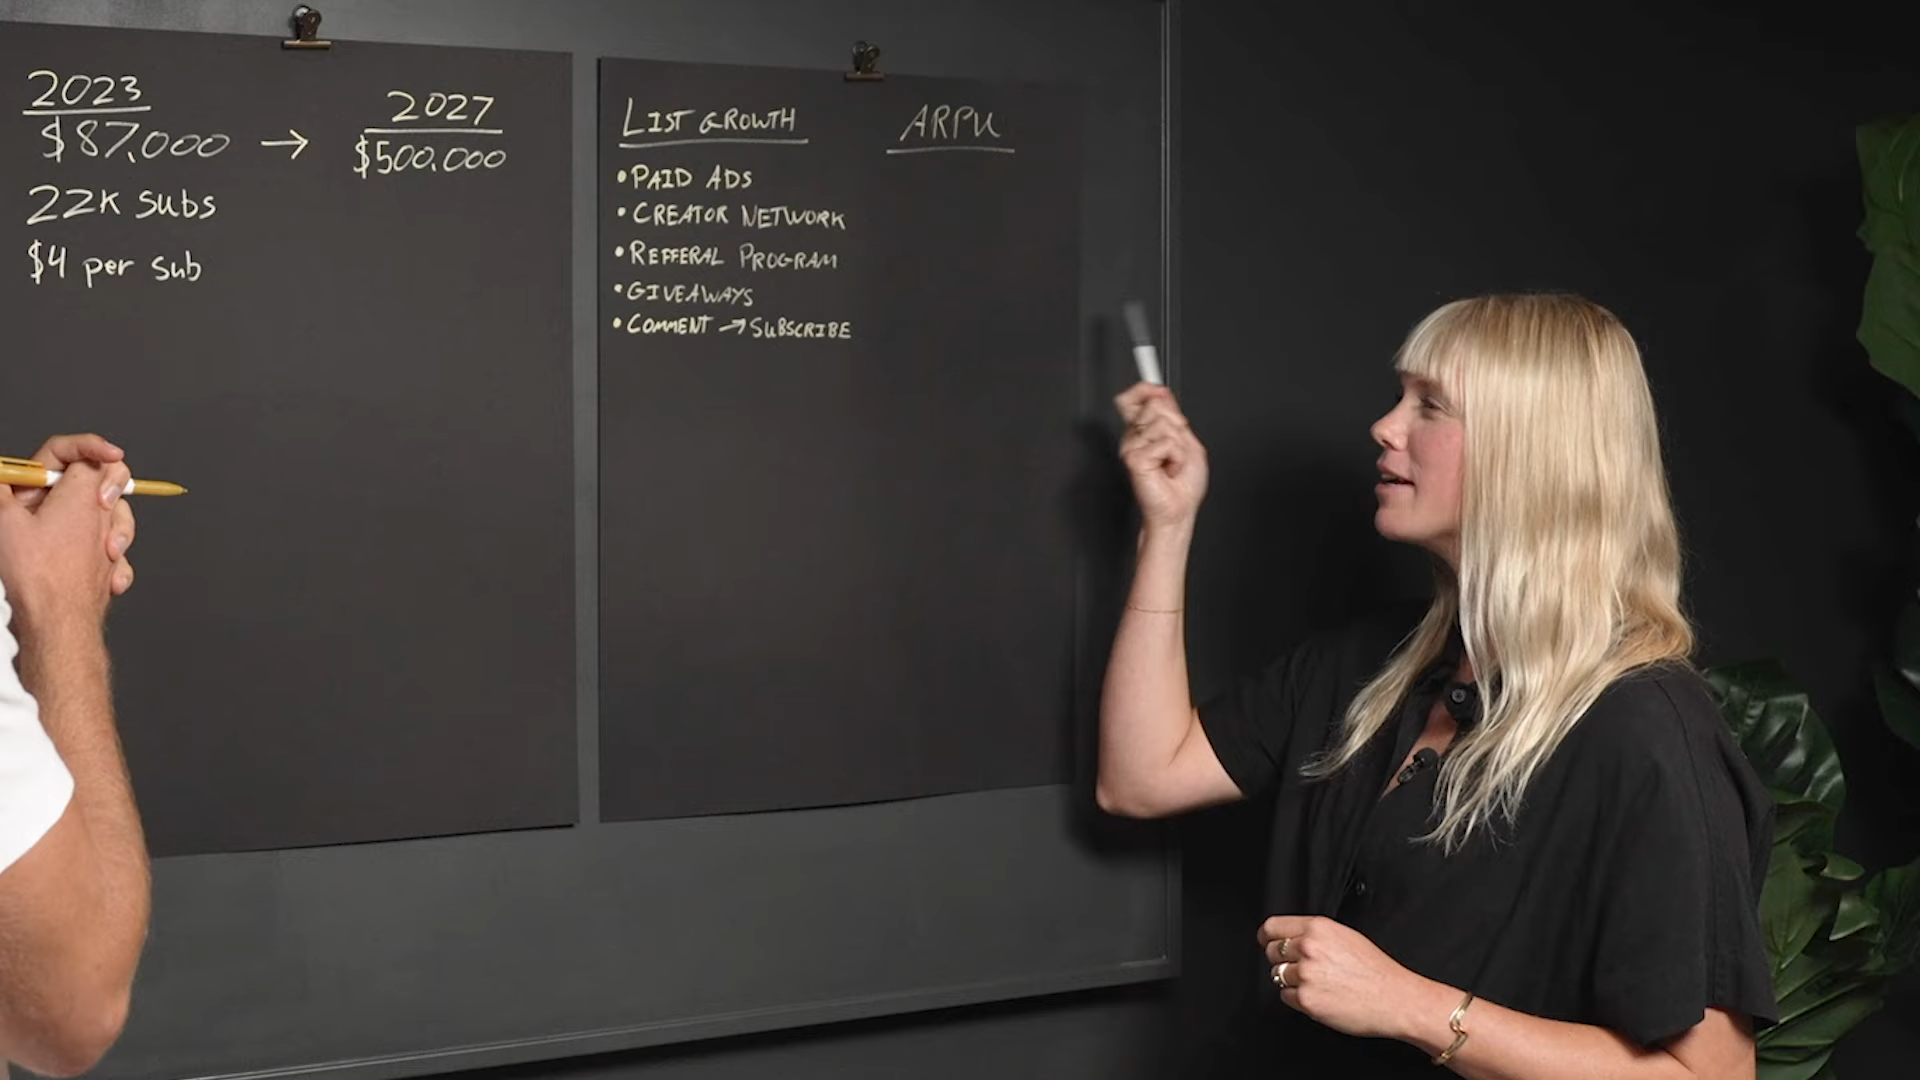 2023
$87,000 →
22K Subs
$4 per sub
2027
$500,000
LIST GROWTH
• PAID ADS
• CREATOR NETWORK
• REFFERAL PROGRAM
• GIVEAWAYS
• COMMENT → SUBSCRIBE
ARPU